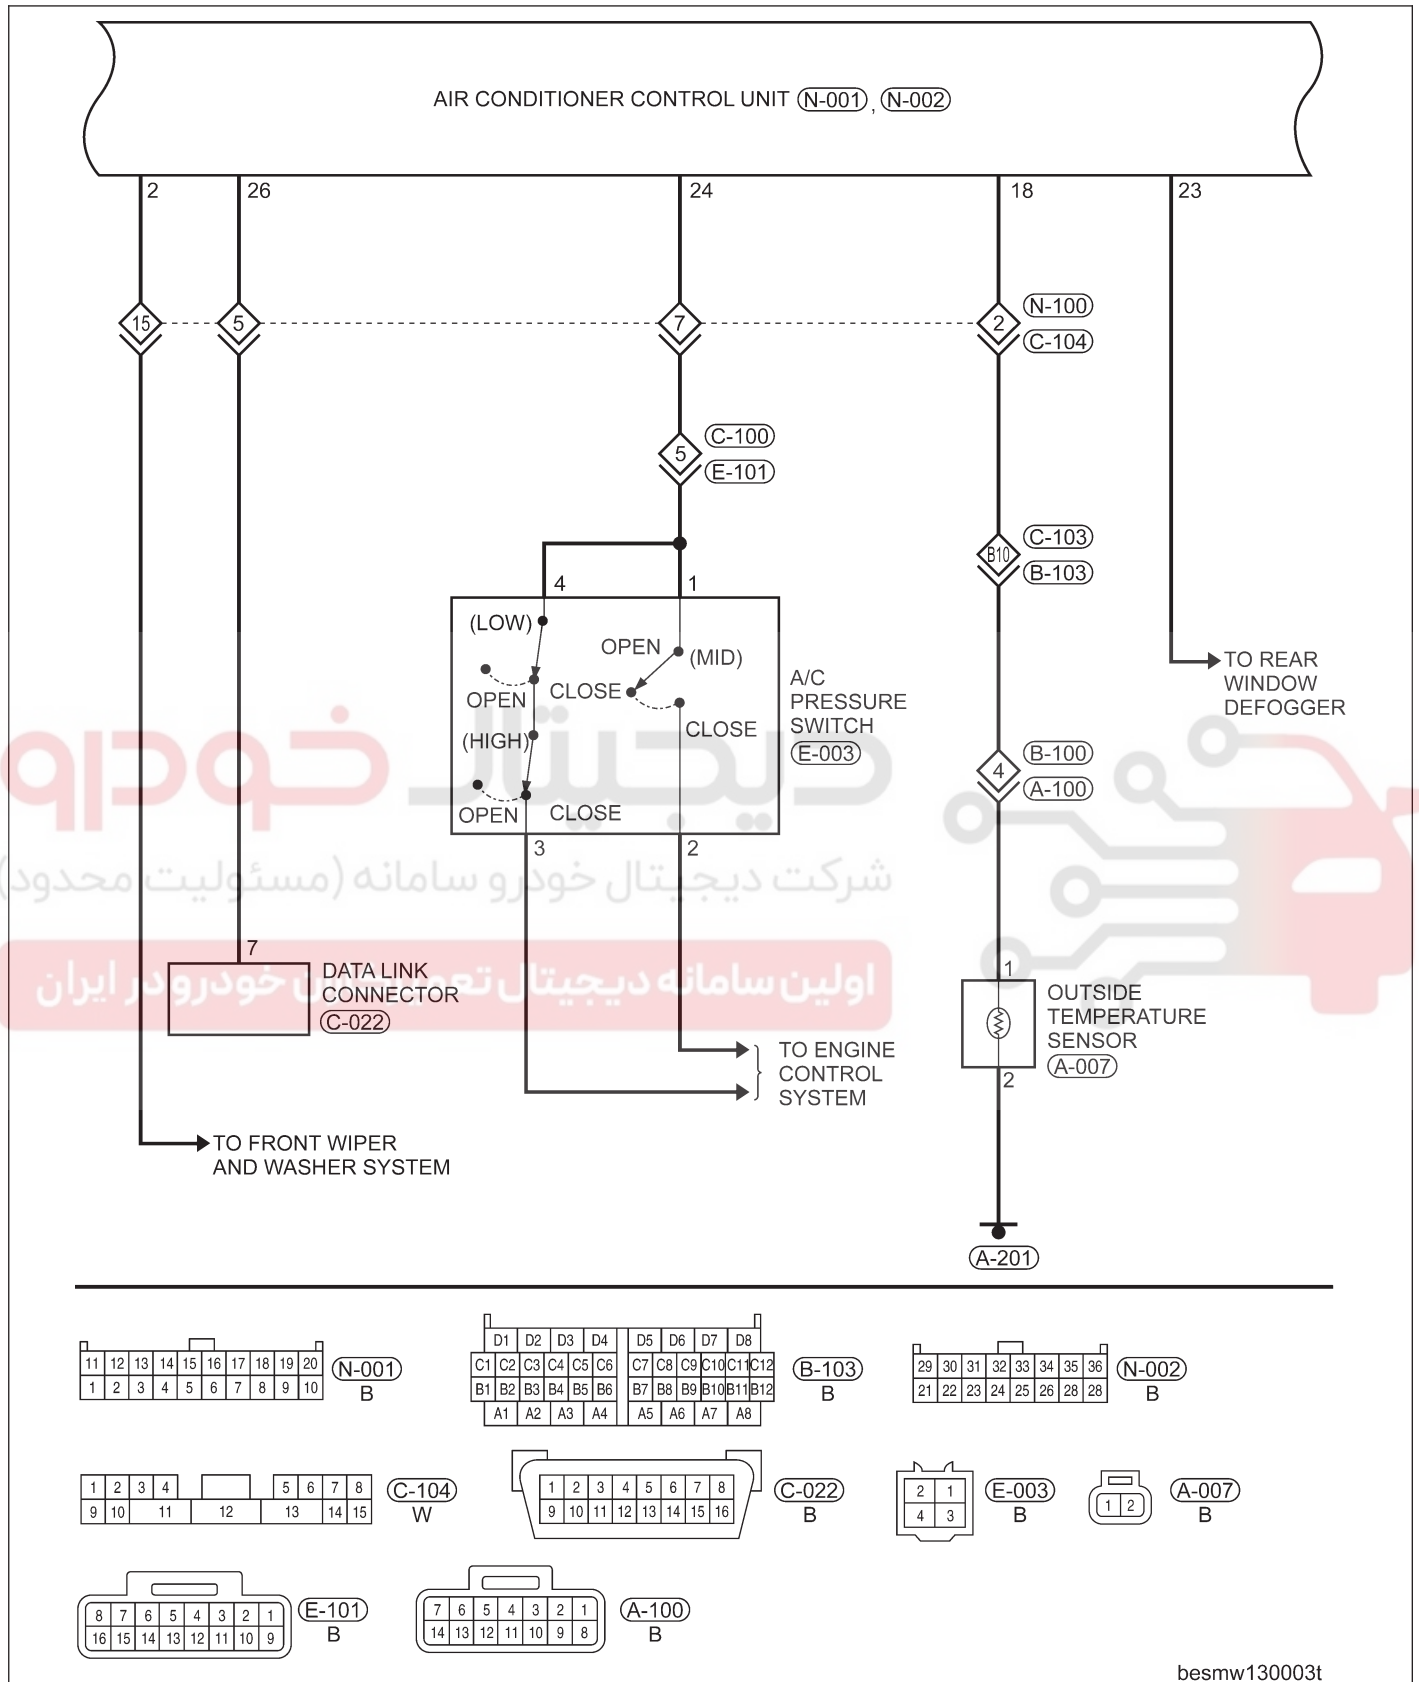 AIR CONDITIONER CONTROL UNIT N-001 , N-002
2 26 24 18 23
15 5 7 2 N-100
C-104
C-100
5
E-101
C-103
B10
B-103
4 1
(LOW)
OPEN (MID)
OPEN CLOSE
CLOSE
(HIGH)
OPEN CLOSE
3 2
A/C
PRESSURE
SWITCH
E-003
TO REAR
WINDOW
DEFOGGER
B-100
4
A-100
دیجیتال خودرو
شرکت دیجیتال خودرو سامانه (مسئولیت محدود)
اولین سامانه دیجیتال تعمیرکاران خودرو در ایران
7
DATA LINK
CONNECTOR
C-022
1
OUTSIDE
TEMPERATURE
SENSOR
A-007
2
TO ENGINE
CONTROL
SYSTEM
TO FRONT WIPER
AND WASHER SYSTEM
A-201
11 12 13 14 15 16 17 18 19 20
1 2 3 4 5 6 7 8 9 10
N-001
B
D1 D2 D3 D4 D5 D6 D7 D8
C1 C2 C3 C4 C5 C6 C7 C8 C9 C10 C11 C12
B1 B2 B3 B4 B5 B6 B7 B8 B9 B10 B11 B12
A1 A2 A3 A4 A5 A6 A7 A8
B-103
B
29 30 31 32 33 34 35 36
21 22 23 24 25 26 28 28
N-002
B
1 2 3 4 5 6 7 8
9 10 11 12 13 14 15
C-104
W
1 2 3 4 5 6 7 8
9 10 11 12 13 14 15 16
C-022
B
2 1
4 3
E-003
B
1 2
A-007
B
8 7 6 5 4 3 2 1
16 15 14 13 12 11 10 9
E-101
B
7 6 5 4 3 2 1
14 13 12 11 10 9 8
A-100
B
besmw130003t